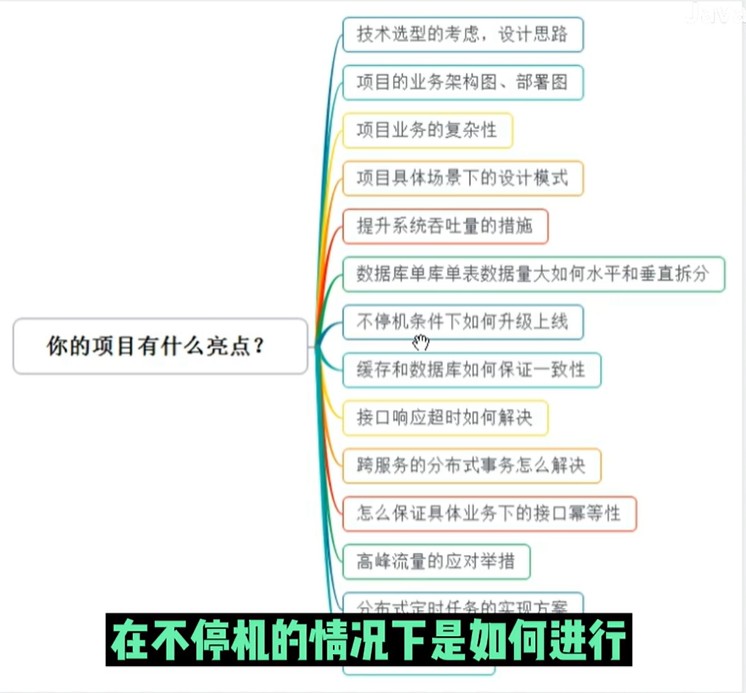 技术选型的考虑，设计思路
项目的业务架构图、部署图
项目业务的复杂性
项目具体场景下的设计模式
提升系统吞吐量的措施
数据库单库单表数据量大如何水平和垂直拆分
不停机条件下如何升级上线
你的项目有什么亮点？
缓存和数据库如何保证一致性
接口响应超时如何解决
跨服务的分布式事务怎么解决
怎么保证具体业务下的接口幂等性
高峰流量的应对举措
分布式定时任务的实现方案
在不停机的情况下是如何进行